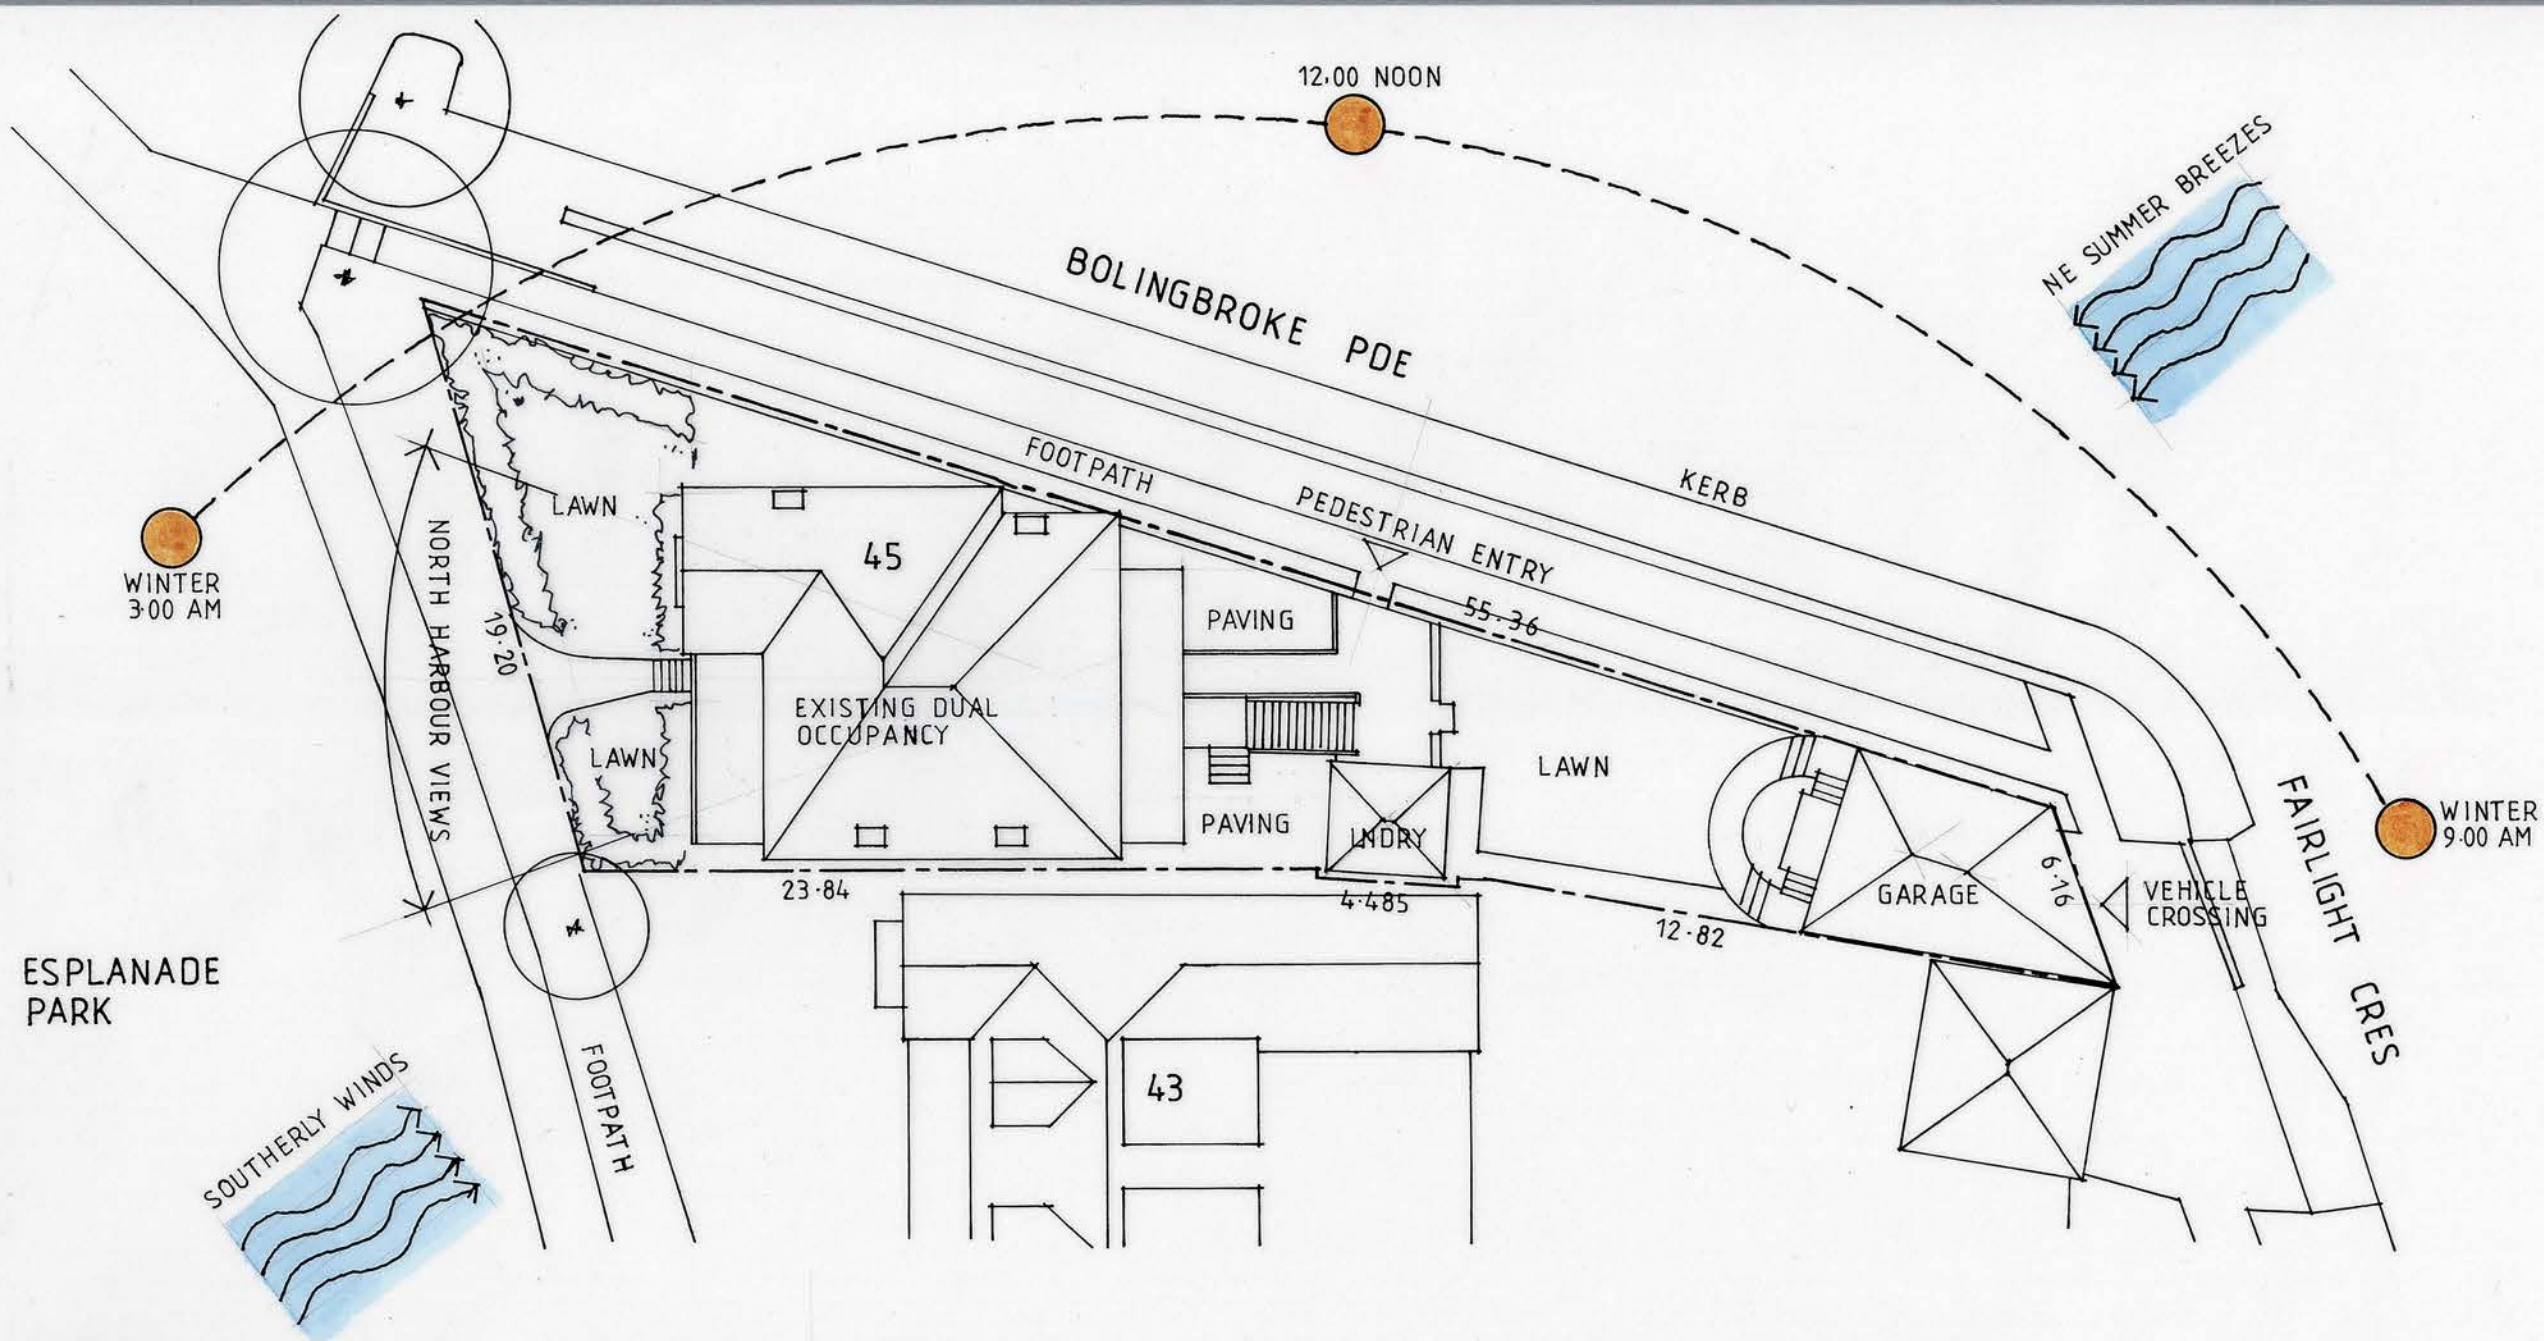 12.00 NOON
NE SUMMER BREEZES
BOLINGBROKE PDE
KERB
FOOTPATH
PEDESTRIAN ENTRY
55.36
LAWN
45
WINTER
3.00 AM
NORTH HARBOUR VIEWS
19.20
PAVING
EXISTING DUAL
OCCUPANCY
LAWN
LAWN
PAVING
LNDRY
WINTER
9.00 AM
FAIRLIGHT CRES
6.16
GARAGE
VEHICLE
CROSSING
23.84
4.485
12.82
ESPLANADE
PARK
FOOTPATH
43
SOUTHERLY WINDS